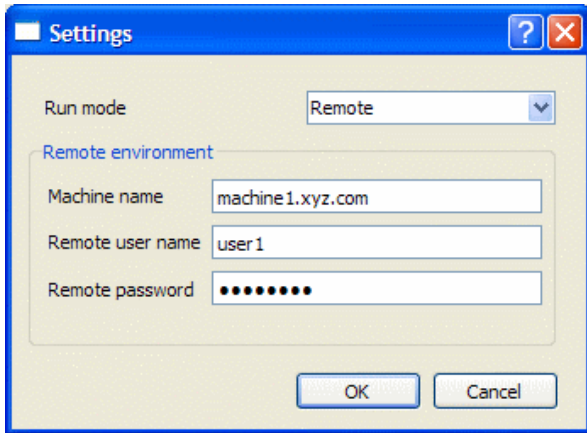 Settings
Run mode Remote
Remote environment
Machine name machine1.xyz.com
Remote user name user1
Remote password ●●●●●●●●
OK Cancel